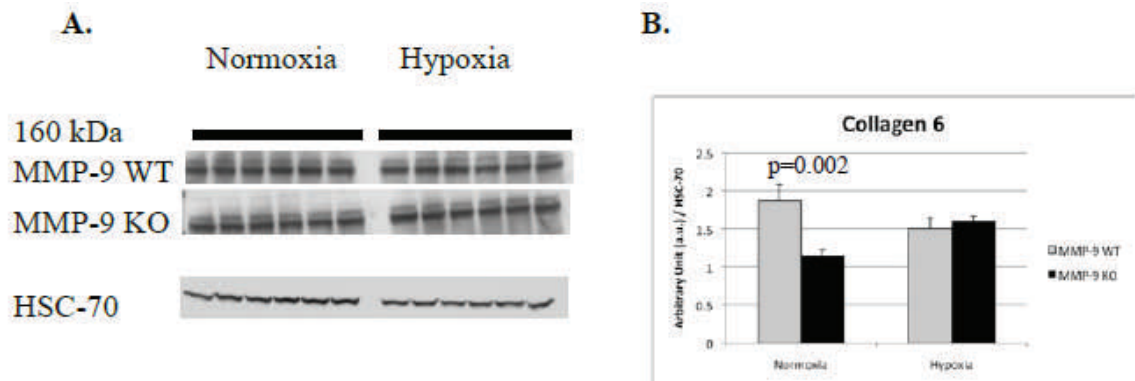 A.
Normoxia Hypoxia
160 kDa
MMP-9 WT
MMP-9 KO
HSC-70
B.
Collagen 6
Arbitrary Unit (a.u.) / HSC-70
2.5
2
1.5
1
0.5
0
p=0.002
Normoxia Hypoxia
MMP-9 WT
MMP-9 KO